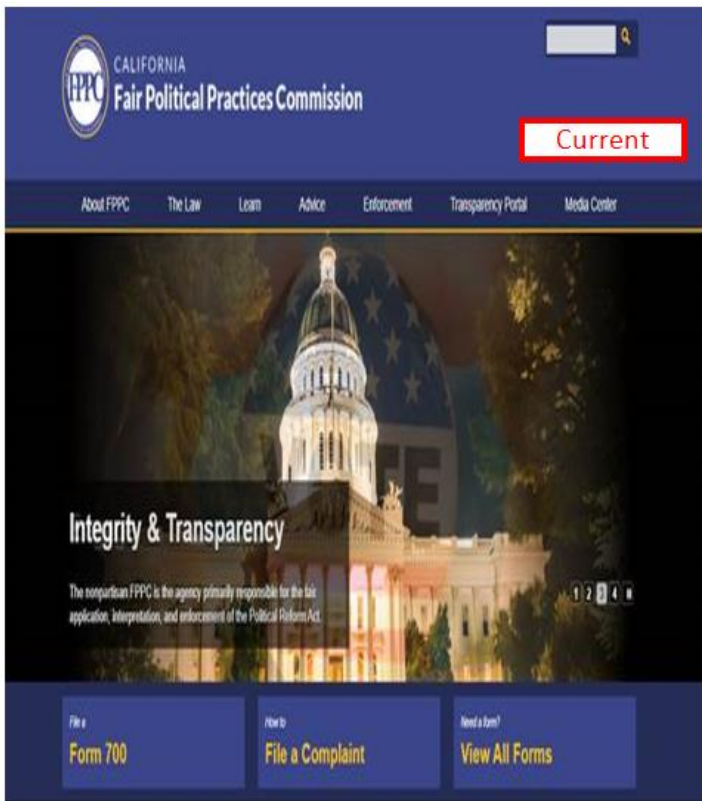 FPPC
CALIFORNIA
Fair Political Practices Commission
Current
About FPPC The Law Learn Advice Enforcement Transparency Portal Media Center
Integrity & Transparency
The nonpartisan FPPC is the agency primarily responsible for the fair
application, interpretation, and enforcement of the Political Reform Act.
1 2 3 4
File a
Form 700
How to
File a Complaint
Need a form?
View All Forms